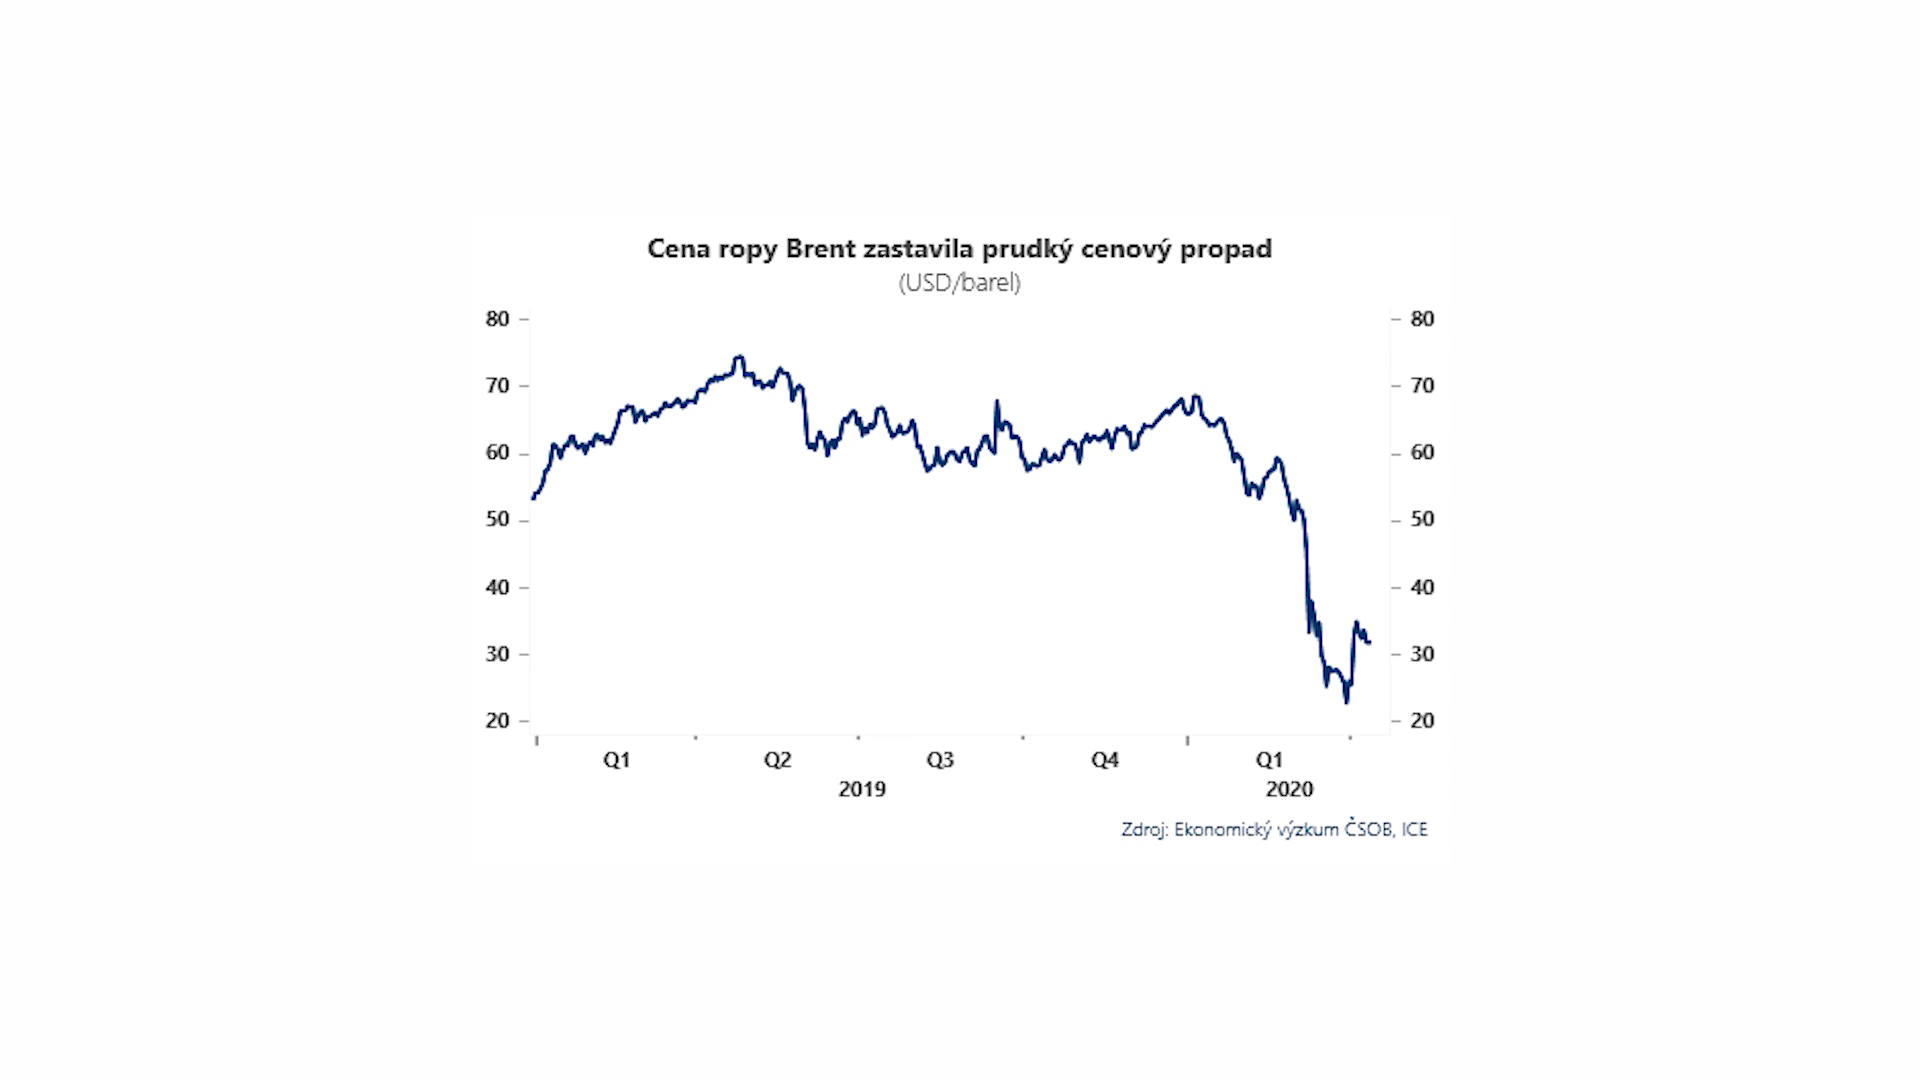 Cena ropy Brent zastavila prudký cenový propad
(USD/barel)
80 80
70 70
60 60
50 50
40 40
30 30
20 20
Q1 Q2 Q3 Q4 Q1
2019 2020
Zdroj: Ekonomický výzkum ČSOB, ICE